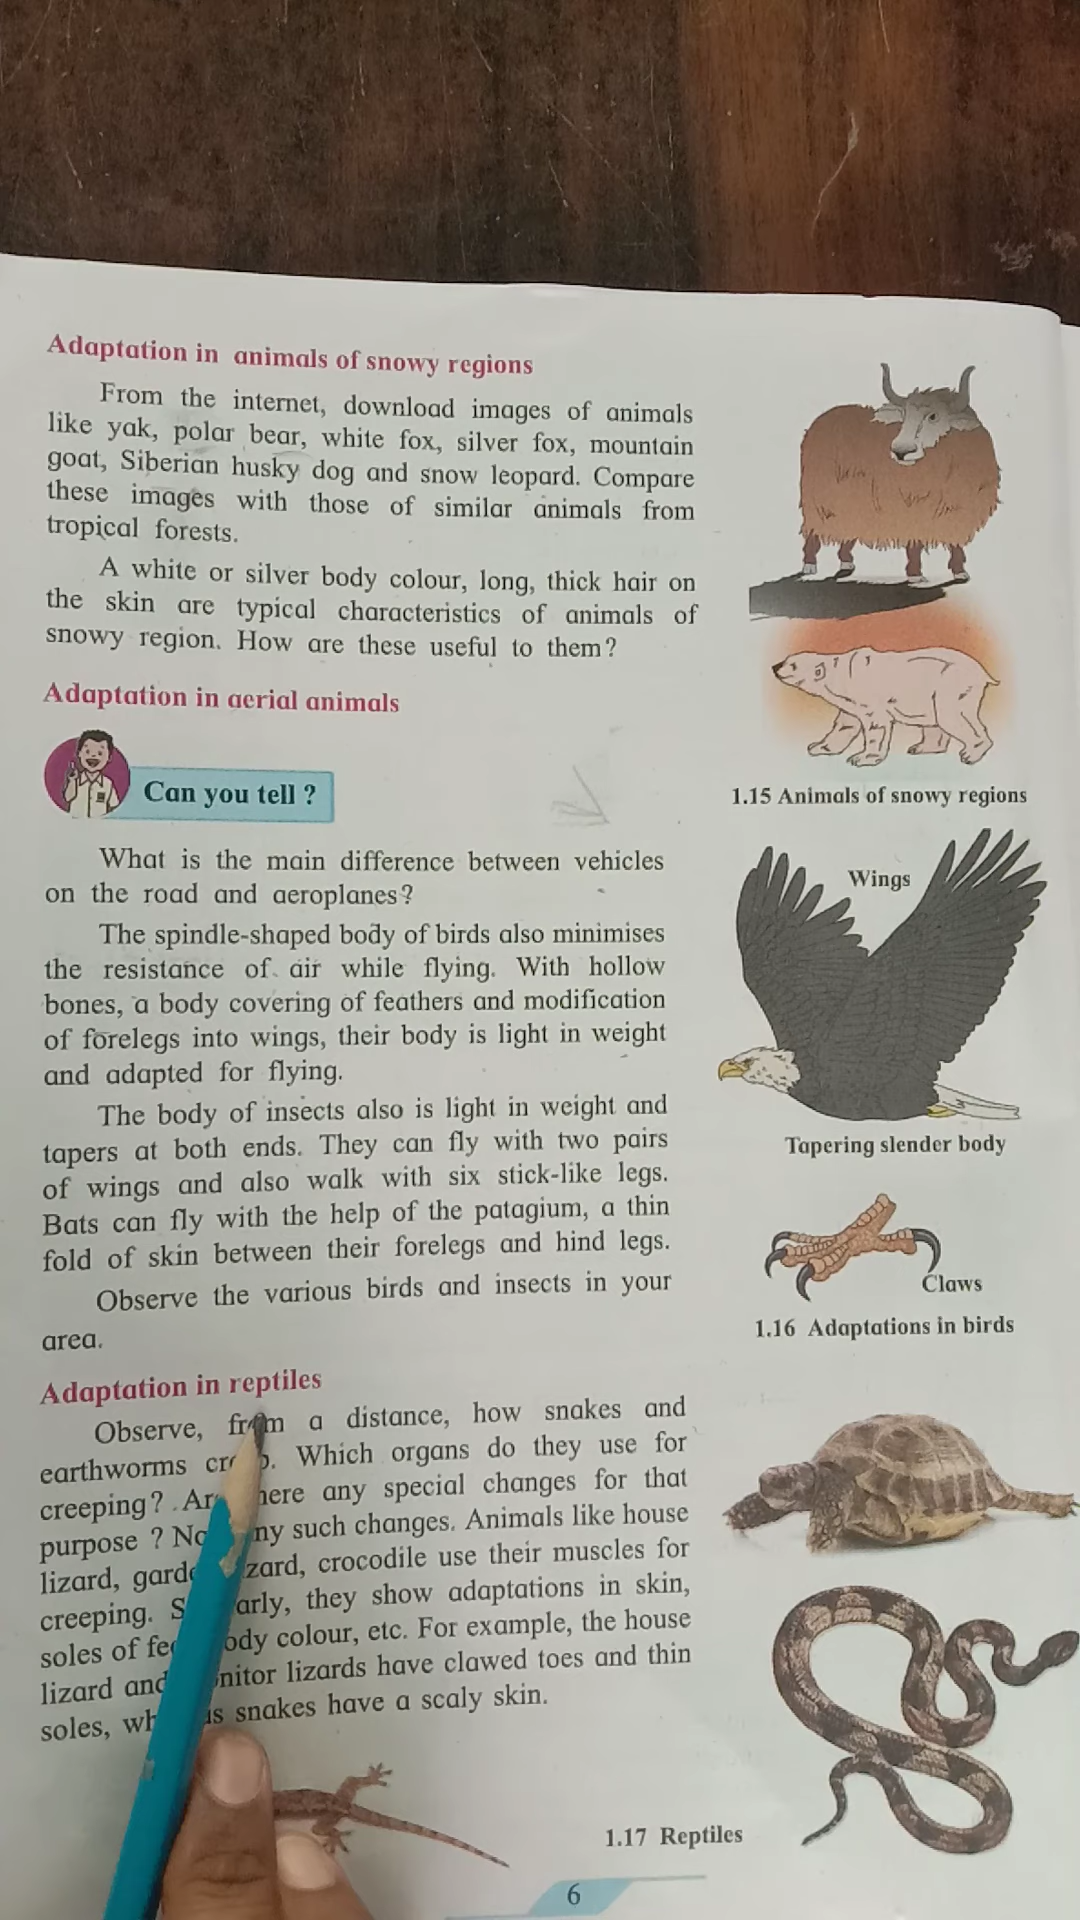 Adaptation in animals of snowy regions
From the internet, download images of animals
like yak, polar bear, white fox, silver fox, mountain
goat, Siberian husky dog and snow leopard. Compare
these images with those of similar animals from
tropical forests.
A white or silver body colour, long, thick hair on
the skin are typical characteristics of animals of
snowy region. How are these useful to them?
1.15 Animals of snowy regions
Adaptation in aerial animals
Can you tell ?
What is the main difference between vehicles
on the road and aeroplanes?
The spindle-shaped body of birds also minimises
the resistance of air while flying. With hollow
bones, a body covering of feathers and modification
of forelegs into wings, their body is light in weight
and adapted for flying.
The body of insects also is light in weight and
tapers at both ends. They can fly with two pairs
of wings and also walk with six stick-like legs.
Bats can fly with the help of the patagium, a thin
fold of skin between their forelegs and hind legs.
Observe the various birds and insects in your
area.
Wings
Tapering slender body
Claws
1.16 Adaptations in birds
Adaptation in reptiles
Observe, from a distance, how snakes and
earthworms Which organs do they use for
creeping? any special changes for that
purpose ? such changes. Animals like house
lizard, crocodile use their muscles for
creeping. they show adaptations in skin,
soles of colour, etc. For example, the house
lizard and lizards have clawed toes and thin
soles, snakes have a scaly skin.
1.17 Reptiles
6